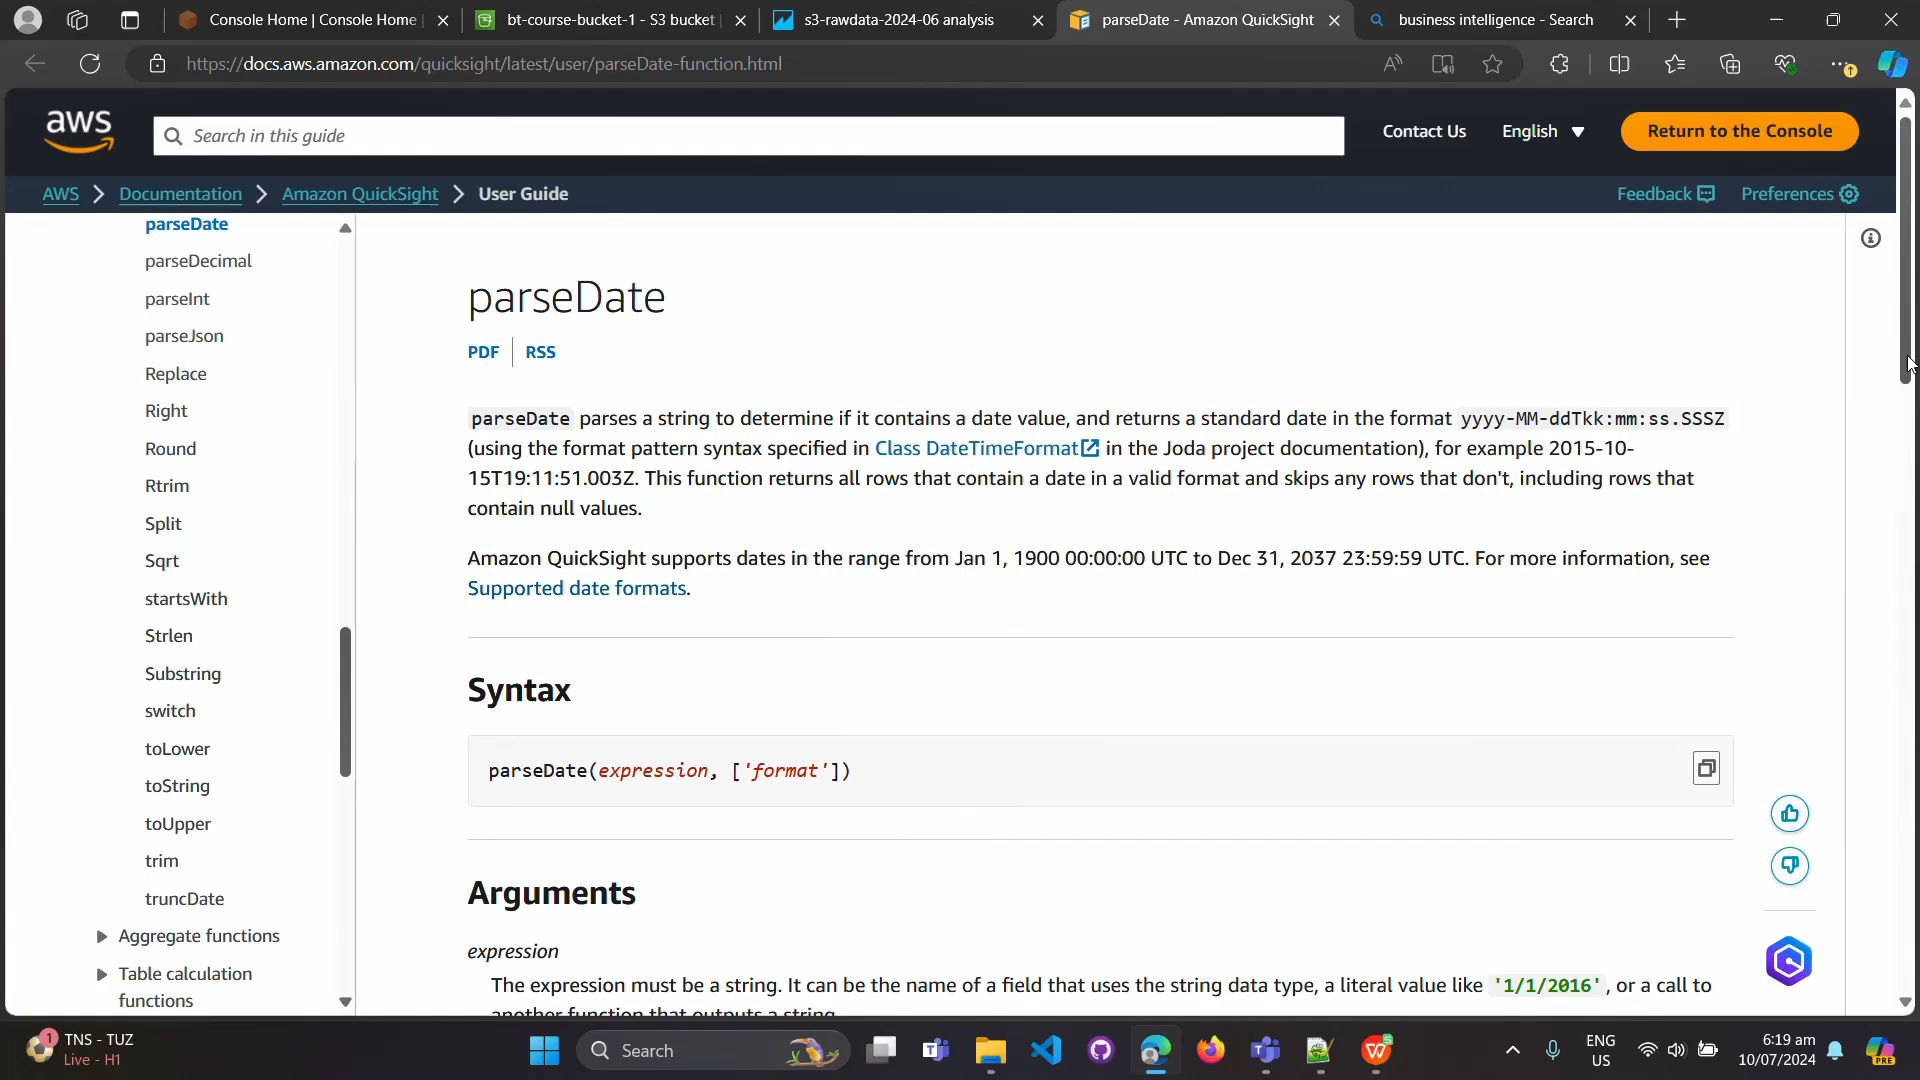 Console Home | Console Home
bt-course-bucket-1 - S3 bucket
s3-rawdata-2024-06 analysis
parseDate - Amazon QuickSight
business intelligence - Search
https://docs.aws.amazon.com/quicksight/latest/user/parseDate-function.html
aws
Search in this guide
Contact Us
English
Return to the Console
AWS
Documentation
Amazon QuickSight
User Guide
Feedback
Preferences
parseDate
parseDecimal
parseInt
parseJson
Replace
Right
Round
Rtrim
Split
Sqrt
startsWith
Strlen
Substring
switch
toLower
toString
toUpper
trim
truncDate
Aggregate functions
Table calculation
functions
parseDate
PDF
RSS
parseDate parses a string to determine if it contains a date value, and returns a standard date in the format yyyy-MM-ddTkk:mm:ss.SSSZ
(using the format pattern syntax specified in Class DateTimeFormat in the Joda project documentation), for example 2015-10-
15T19:11:51.003Z. This function returns all rows that contain a date in a valid format and skips any rows that don't, including rows that
contain null values.
Amazon QuickSight supports dates in the range from Jan 1, 1900 00:00:00 UTC to Dec 31, 2037 23:59:59 UTC. For more information, see
Supported date formats.
Syntax
parseDate(expression, ['format'])
Arguments
expression
The expression must be a string. It can be the name of a field that uses the string data type, a literal value like '1/1/2016', or a call to
another function that outputs a string.
1
TNS - TUZ
Live - H1
Search
ENG
US
6:19 am
10/07/2024
PRE